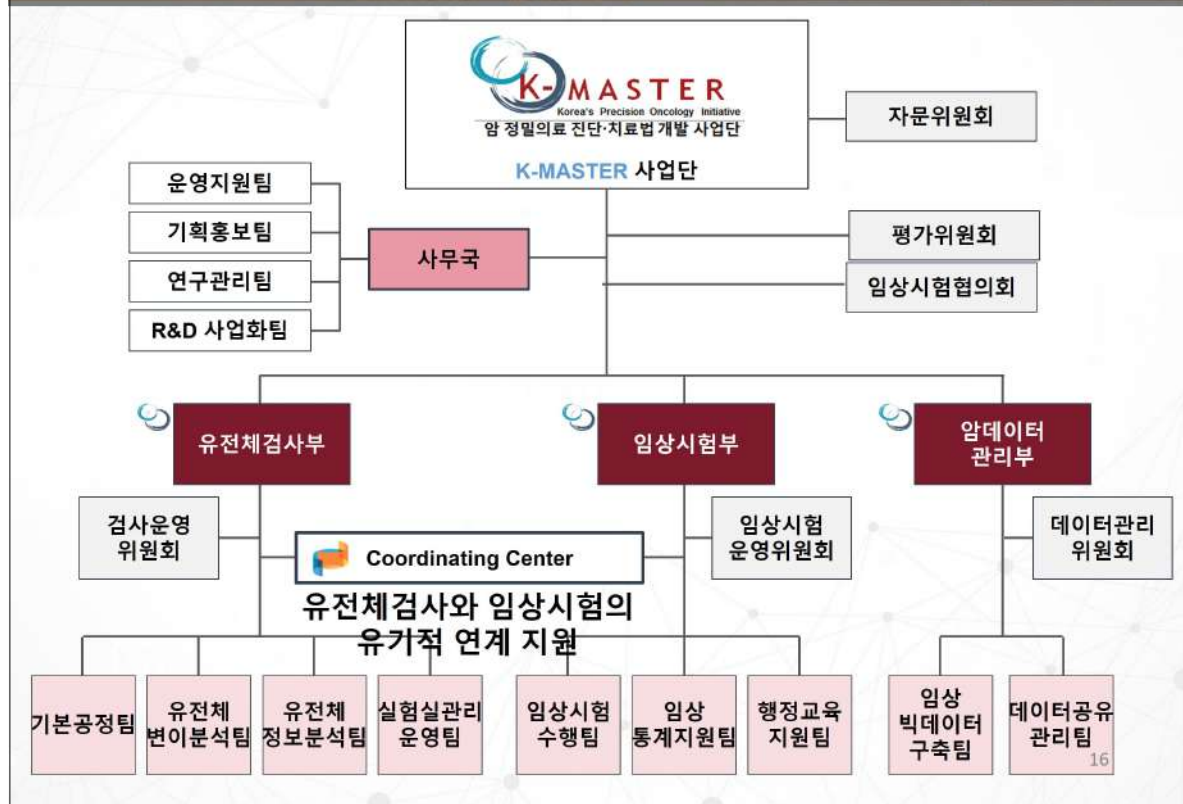 K-MASTER
Korea's Precision Oncology Initiative
암 정밀의료 진단·치료법 개발 사업단
K-MASTER 사업단
자문위원회
운영지원팀
기획홍보팀
연구관리팀
R&D 사업화팀
사무국
평가위원회
임상시험협의회
유전체검사부
임상시험부
암데이터
관리부
검사운영
위원회
Coordinating Center
유전체검사와 임상시험의
유기적 연계 지원
임상시험
운영위원회
데이터관리
위원회
기본공정팀
유전체
변이분석팀
유전체
정보분석팀
실험실관리
운영팀
임상시험
수행팀
임상
통계지원팀
행정교육
지원팀
임상
빅데이터
구축팀
데이터공유
관리팀
16